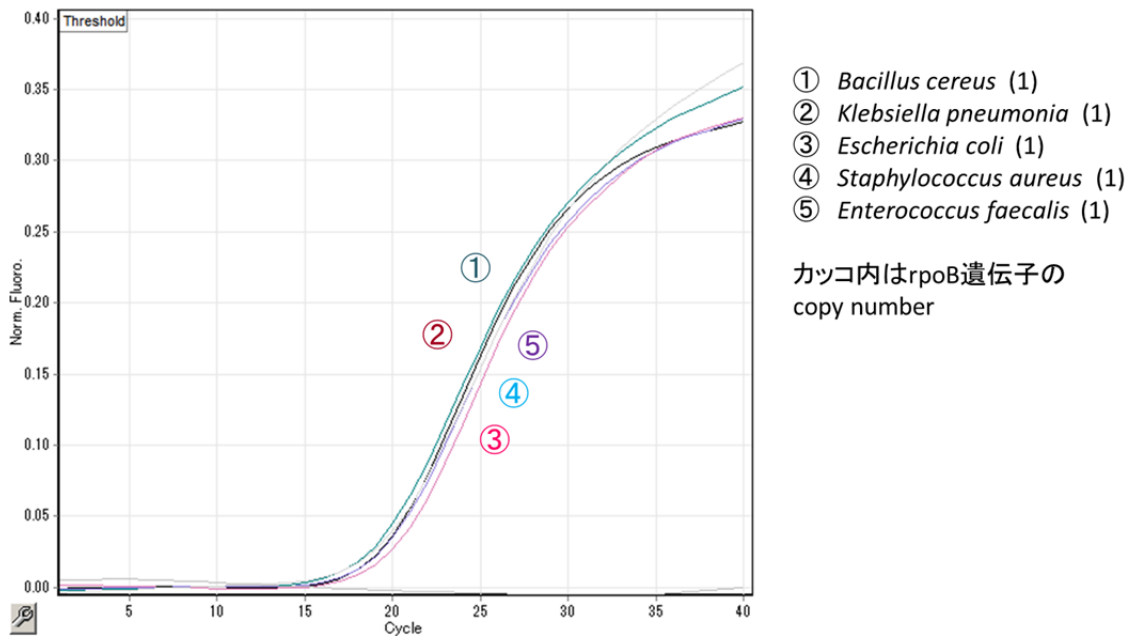 Threshold
0.40
0.35
0.30
0.25
0.20
0.15
0.10
0.05
0.00
Norm. Fluoro.
5
10
15
20
25
30
35
40
Cycle
①
②
⑤
④
③
① Bacillus cereus (1)
② Klebsiella pneumonia (1)
③ Escherichia coli (1)
④ Staphylococcus aureus (1)
⑤ Enterococcus faecalis (1)
カッコ内はrpoB遺伝子の
copy number